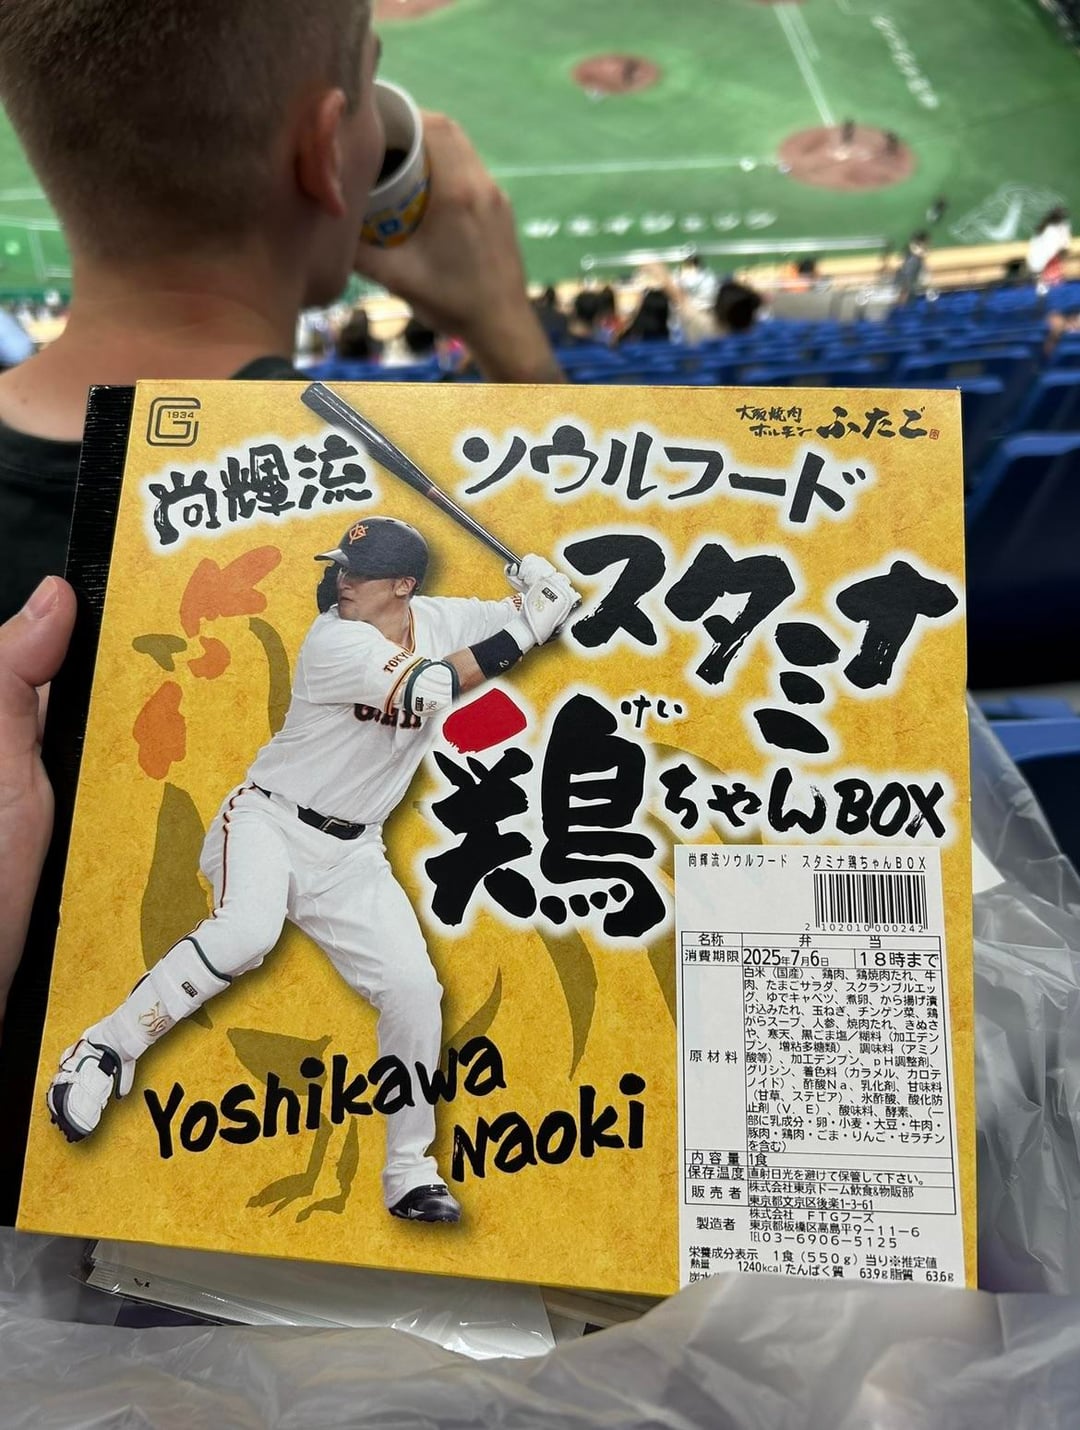 1934
G
大阪焼肉
ホルモン ふたご
尚輝流
ソウルフード
スタミナ
鶏ちゃんBOX
けい
TOKYO
Yoshikawa
Naoki
尚輝流ソウルフード スタミナ鶏ちゃんBOX
2 102010 000242
名称 弁当
消費期限 2025年7月6日 18時まで
原材料
白米（国産）、鶏肉、鶏焼肉たれ、牛
肉、たまごサラダ、スクランブルエッ
グ、ゆでキャベツ、煮卵、から揚げ漬
け込みたれ、玉ねぎ、チンゲン菜、鶏
がらスープ、人参、焼肉たれ、きぬさ
や、寒天、黒ごま塩／糊料（加工デン
プン、増粘多糖類）、調味料（アミノ
酸等）、加工デンプン、pH調整剤、
グリシン、着色料（カラメル、カロテ
ノイド）、酢酸Na、乳化剤、甘味料
（甘草、ステビア）、氷酢酸、酸化防
止剤（V．E）、酸味料、酵素、（一
部に乳成分・卵・小麦・大豆・牛肉・
豚肉・鶏肉・ごま・りんご・ゼラチン
を含む）
内容量 1食
保存温度 直射日光を避けて保管して下さい。
販売者 株式会社東京ドーム飲食&物販部
東京都文京区後楽1-3-61
製造者 株式会社 FTGフーズ
東京都板橋区高島平9-11-6
TEL03-6906-5125
栄養成分表示 1食（550g）当り※推定値
熱量 1240kcal たんぱく質 63.9g 脂質 63.6g